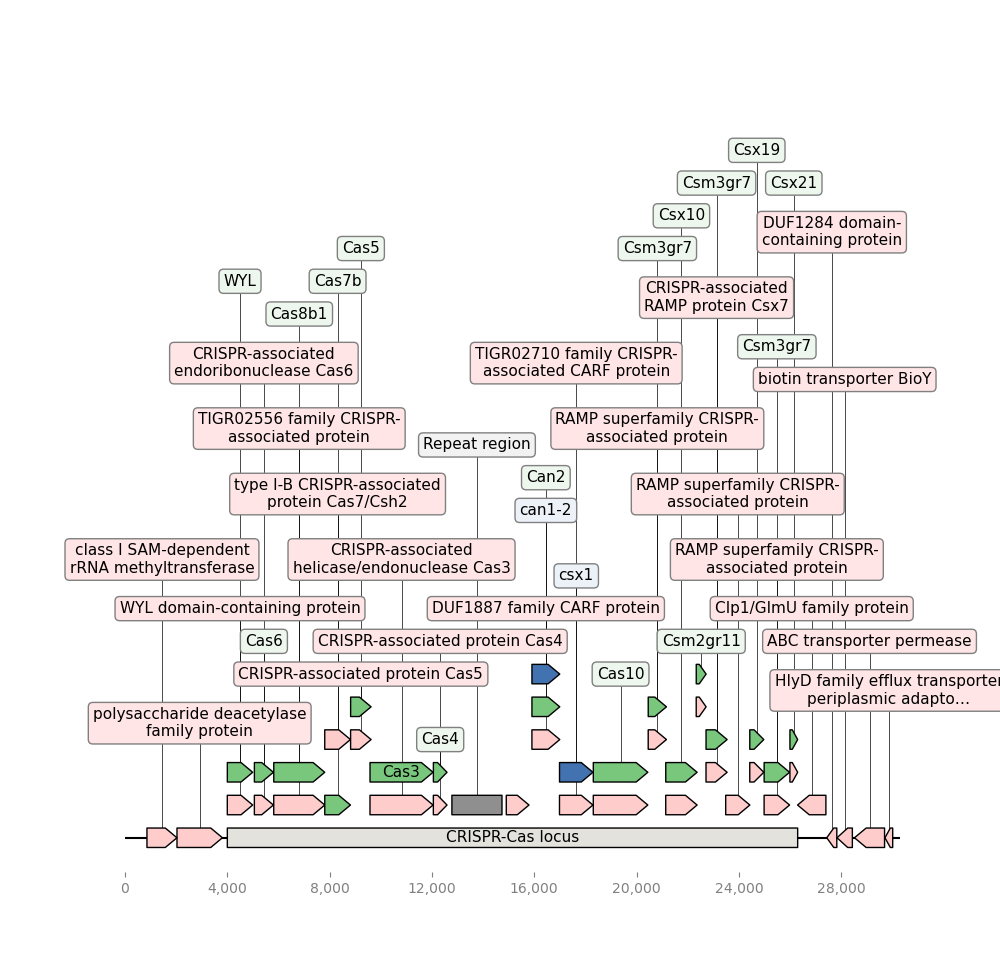 Csx19
Csm3gr7
Csx21
Csx10
DUF1284 domain-
containing protein
Cas5
Csm3gr7
WYL
Cas7b
CRISPR-associated
RAMP protein Csx7
Cas8b1
Csm3gr7
CRISPR-associated
endoribonuclease Cas6
TIGR02710 family CRISPR-
associated CARF protein
biotin transporter BioY
TIGR02556 family CRISPR-
associated protein
Repeat region
RAMP superfamily CRISPR-
associated protein
Can2
type I-B CRISPR-associated
protein Cas7/Csh2
can1-2
RAMP superfamily CRISPR-
associated protein
class I SAM-dependent
rRNA methyltransferase
CRISPR-associated
helicase/endonuclease Cas3
csx1
RAMP superfamily CRISPR-
associated protein
WYL domain-containing protein
DUF1887 family CARF protein
Clp1/GlmU family protein
Cas6
CRISPR-associated protein Cas4
Csm2gr11
ABC transporter permease
CRISPR-associated protein Cas5
Cas10
HlyD family efflux transporter
periplasmic adapto...
polysaccharide deacetylase
family protein
Cas4
Cas3
CRISPR-Cas locus
0
4,000
8,000
12,000
16,000
20,000
24,000
28,000